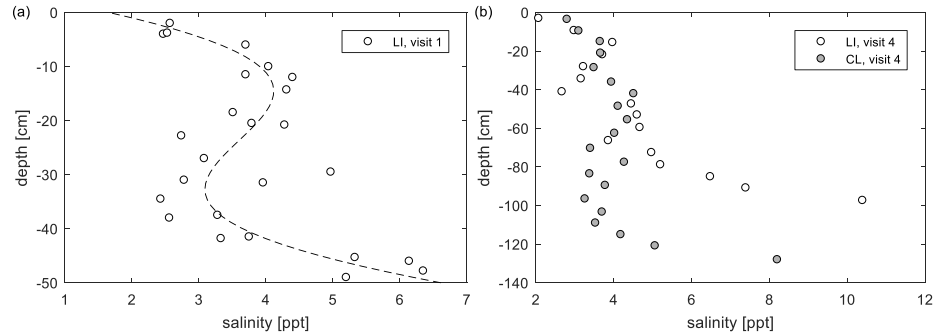 (a)
LI, visit 1
0
-10
-20
-30
-40
-50
depth [cm]
1 2 3 4 5 6 7
salinity [ppt]
(b)
LI, visit 4
CL, visit 4
0
-20
-40
-60
-80
-100
-120
-140
depth [cm]
2 4 6 8 10 12
salinity [ppt]